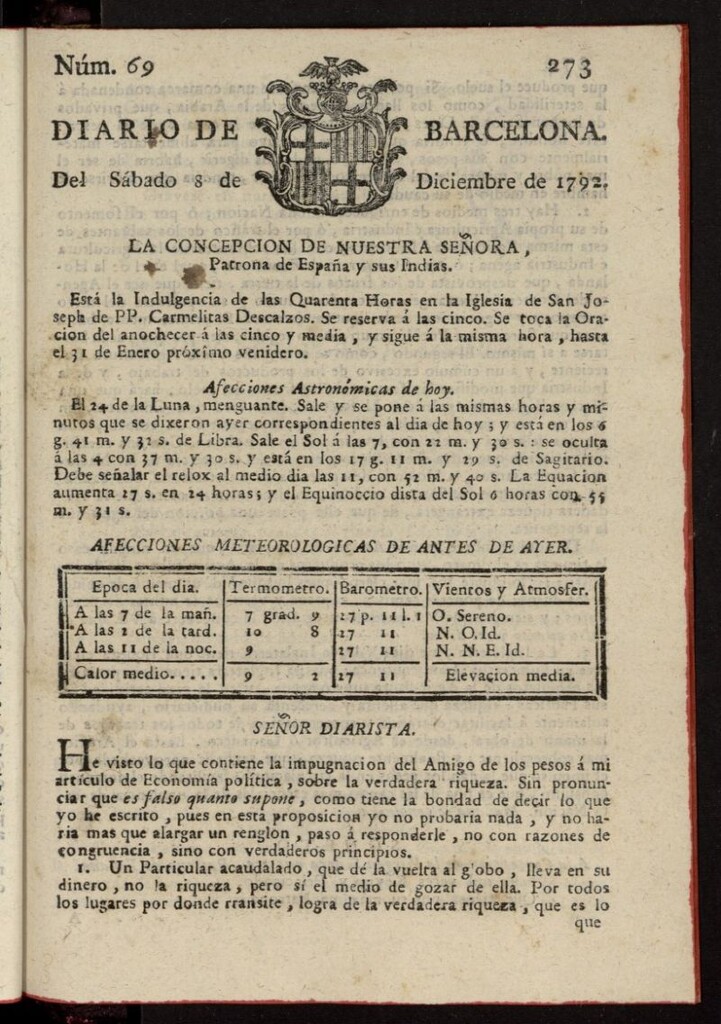 Núm. 69 273
DIARIO DE BARCELONA.
Del Sábado 8 de Diciembre de 1792.
LA CONCEPCION DE NUESTRA SEÑORA,
Patrona de España y sus Indias.
Está la Indulgencia de las Quarenta Horas en la Iglesia de San Jo-
seph de PP. Carmelitas Descalzos. Se reserva á las cinco. Se toca la Ora-
cion del anochecer á las cinco y media, y sigue á la misma hora, hasta
el 31 de Enero próximo venidero.
Afecciones Astronómicas de hoy.
El 24 de la Luna, menguante. Sale y se pone á las mismas horas y mi-
nutos que se dixeron ayer correspondientes al dia de hoy; y está en los 6
g. 41 m. y 32 s. de Libra. Sale el Sol á las 7, con 22 m. y 30 s. : se oculta
á las 4 con 37 m. y 30 s. y está en los 17 g. 11 m. y 29 s. de Sagitario.
Debe señalar el relox al medio dia las 11, con 52 m. y 40 s. La Equacion
aumenta 27 s. en 24 horas; y el Equinoccio dista del Sol 6 horas con 55
m. y 31 s.
AFECCIONES METEOROLOGICAS DE ANTES DE AYER.
Epoca del dia. Termometro. Barometro. Vientos y Atmosfer.
A las 7 de la mañ. 7 grad. 9 27 p. 11 l. 1 O. Sereno.
A las 2 de la tard. 10 8 27 11 N. O. Id.
A las 11 de la noc. 9 27 11 N. N. E. Id.
Calor medio..... 9 2 27 11 Elevacion media.
SEÑOR DIARISTA.
He visto lo que contiene la impugnacion del Amigo de los pesos á mi
artículo de Economía política, sobre la verdadera riqueza. Sin pronun-
ciar que es falso quanto supone, como tiene la bondad de decir lo que
yo he escrito, pues en esta proposicion yo no probaria nada, y no ha-
ria mas que alargar un renglon, paso á responderle, no con razones de
congruencia, sino con verdaderos principios.
1. Un Particular acaudalado, que dé la vuelta al globo, lleva en su
dinero, no la riqueza, pero sí el medio de gozar de ella. Por todos
los lugares por donde transite, logra de la verdadera riqueza, que es lo
que